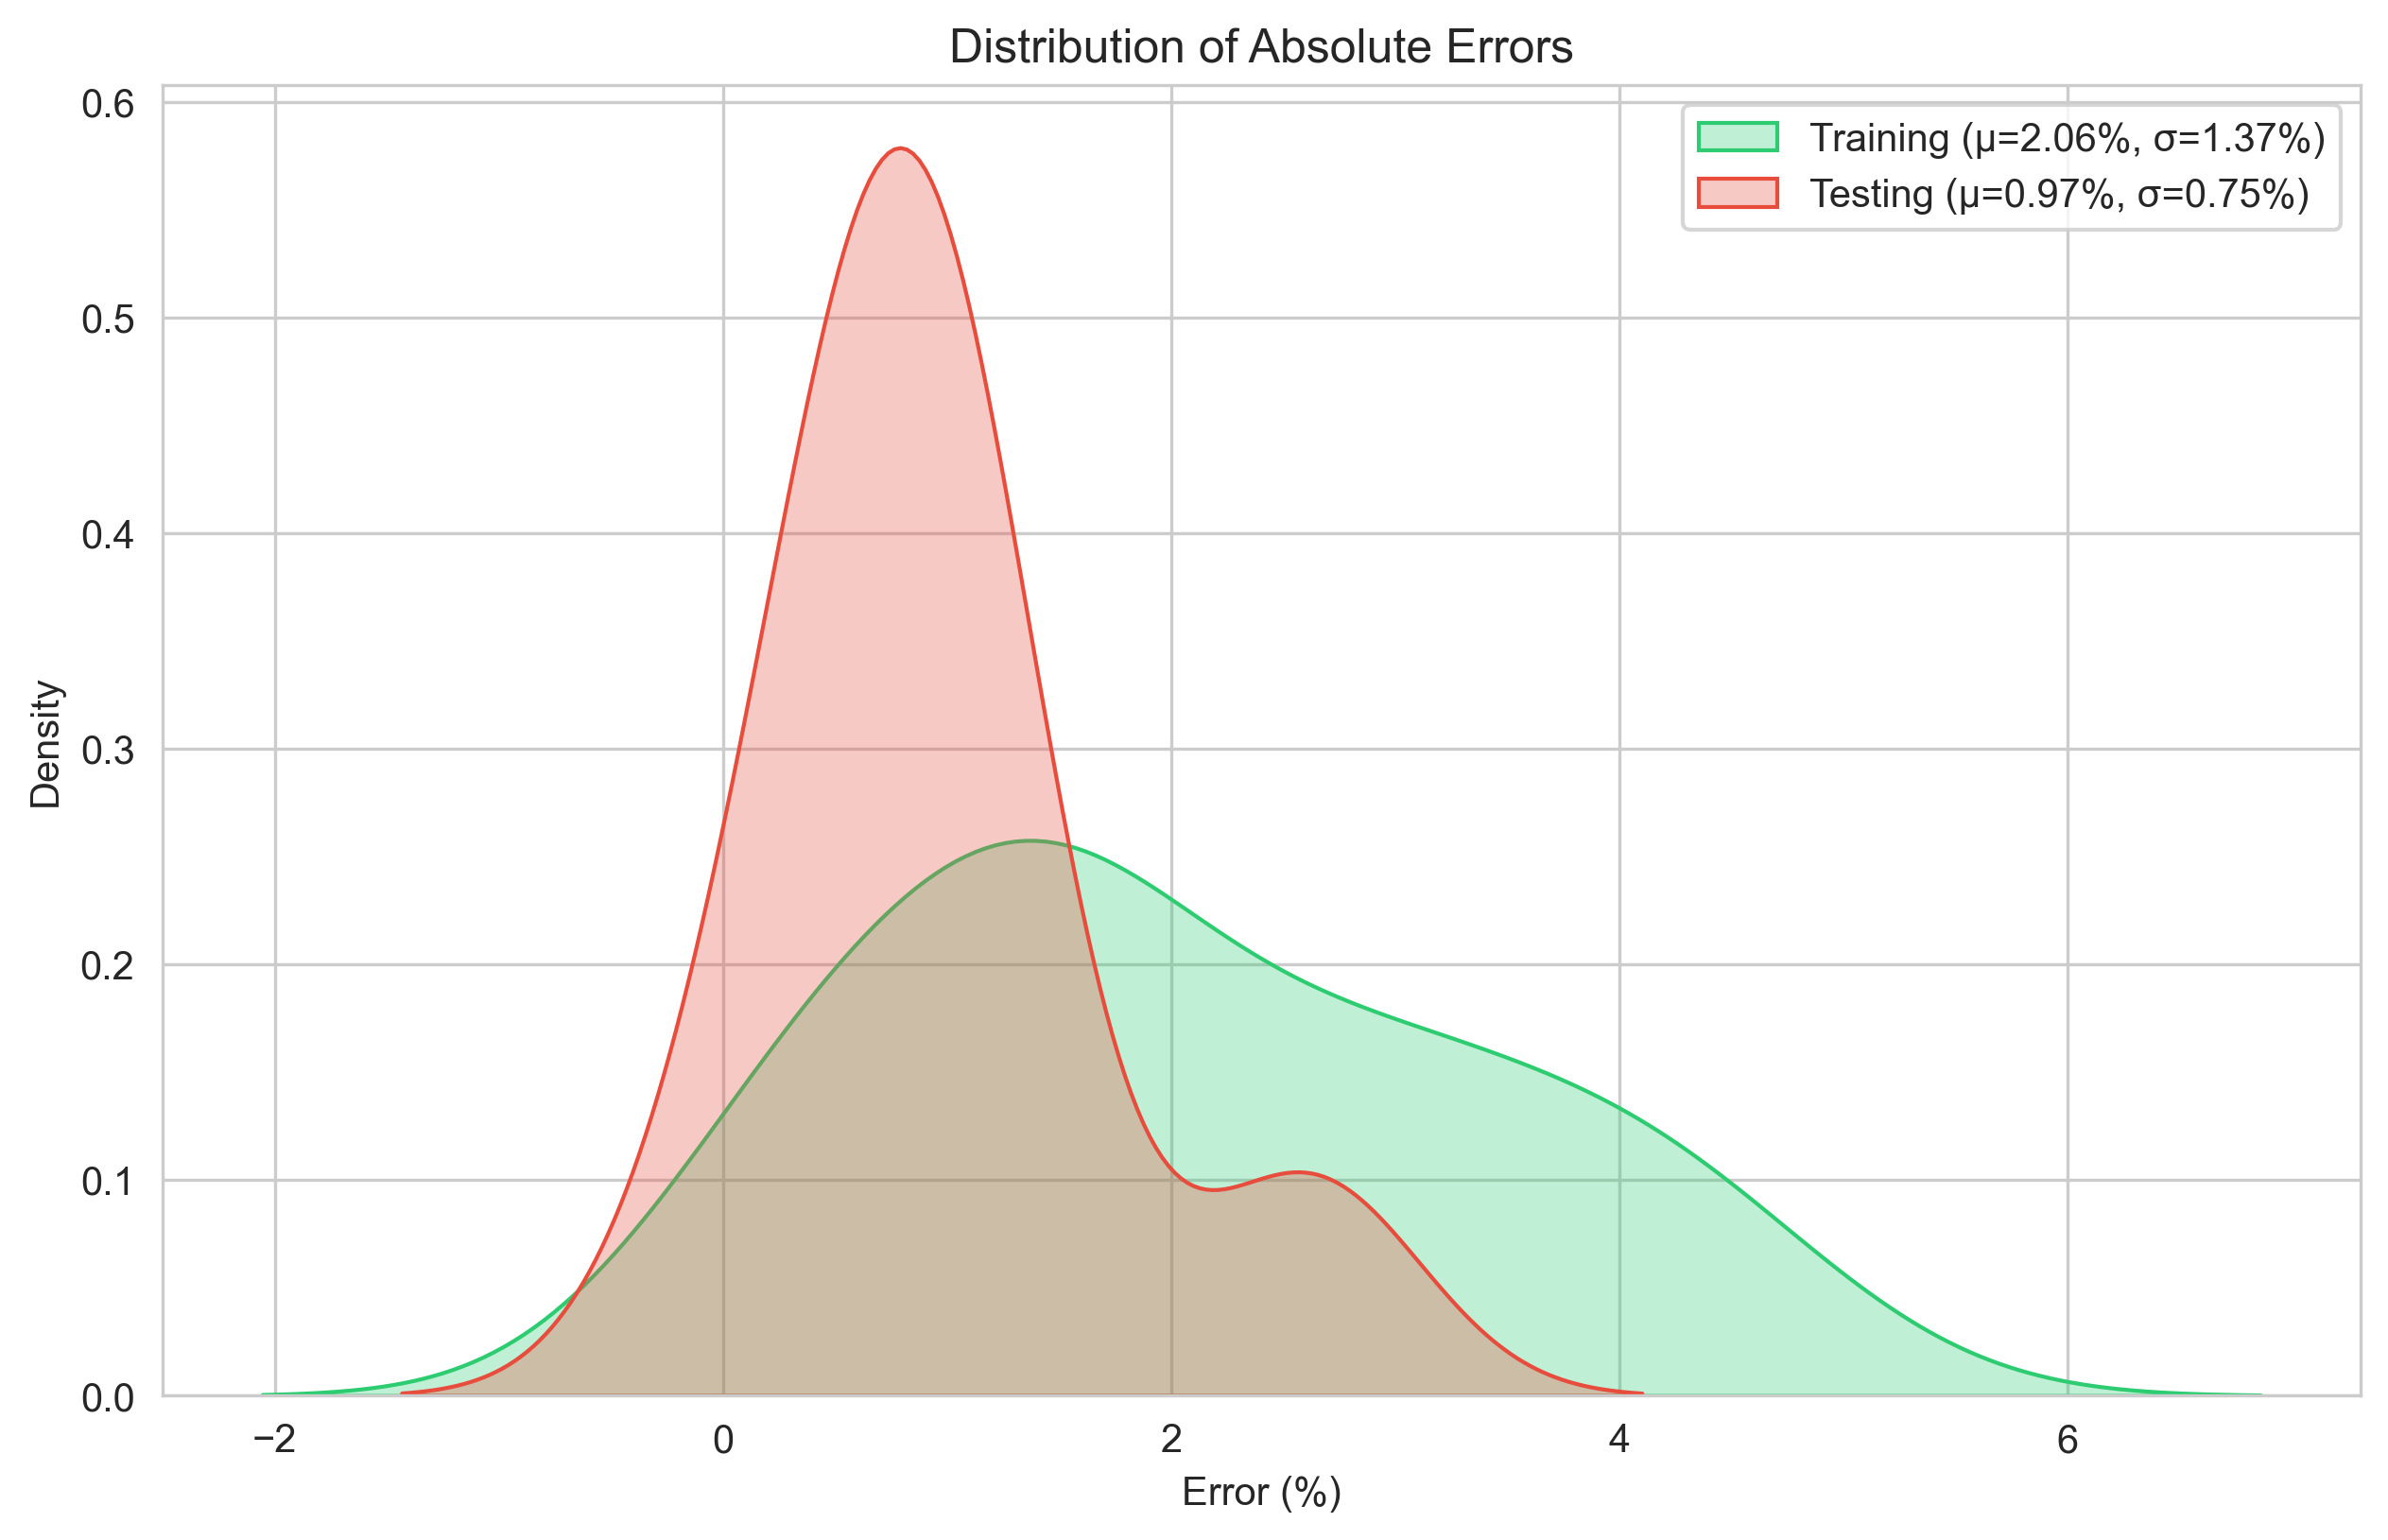 Distribution of Absolute Errors
Training (μ=2.06%, σ=1.37%)
Testing (μ=0.97%, σ=0.75%)
0.6
0.5
0.4
0.3
0.2
0.1
0.0
Density
−2 0 2 4 6
Error (%)